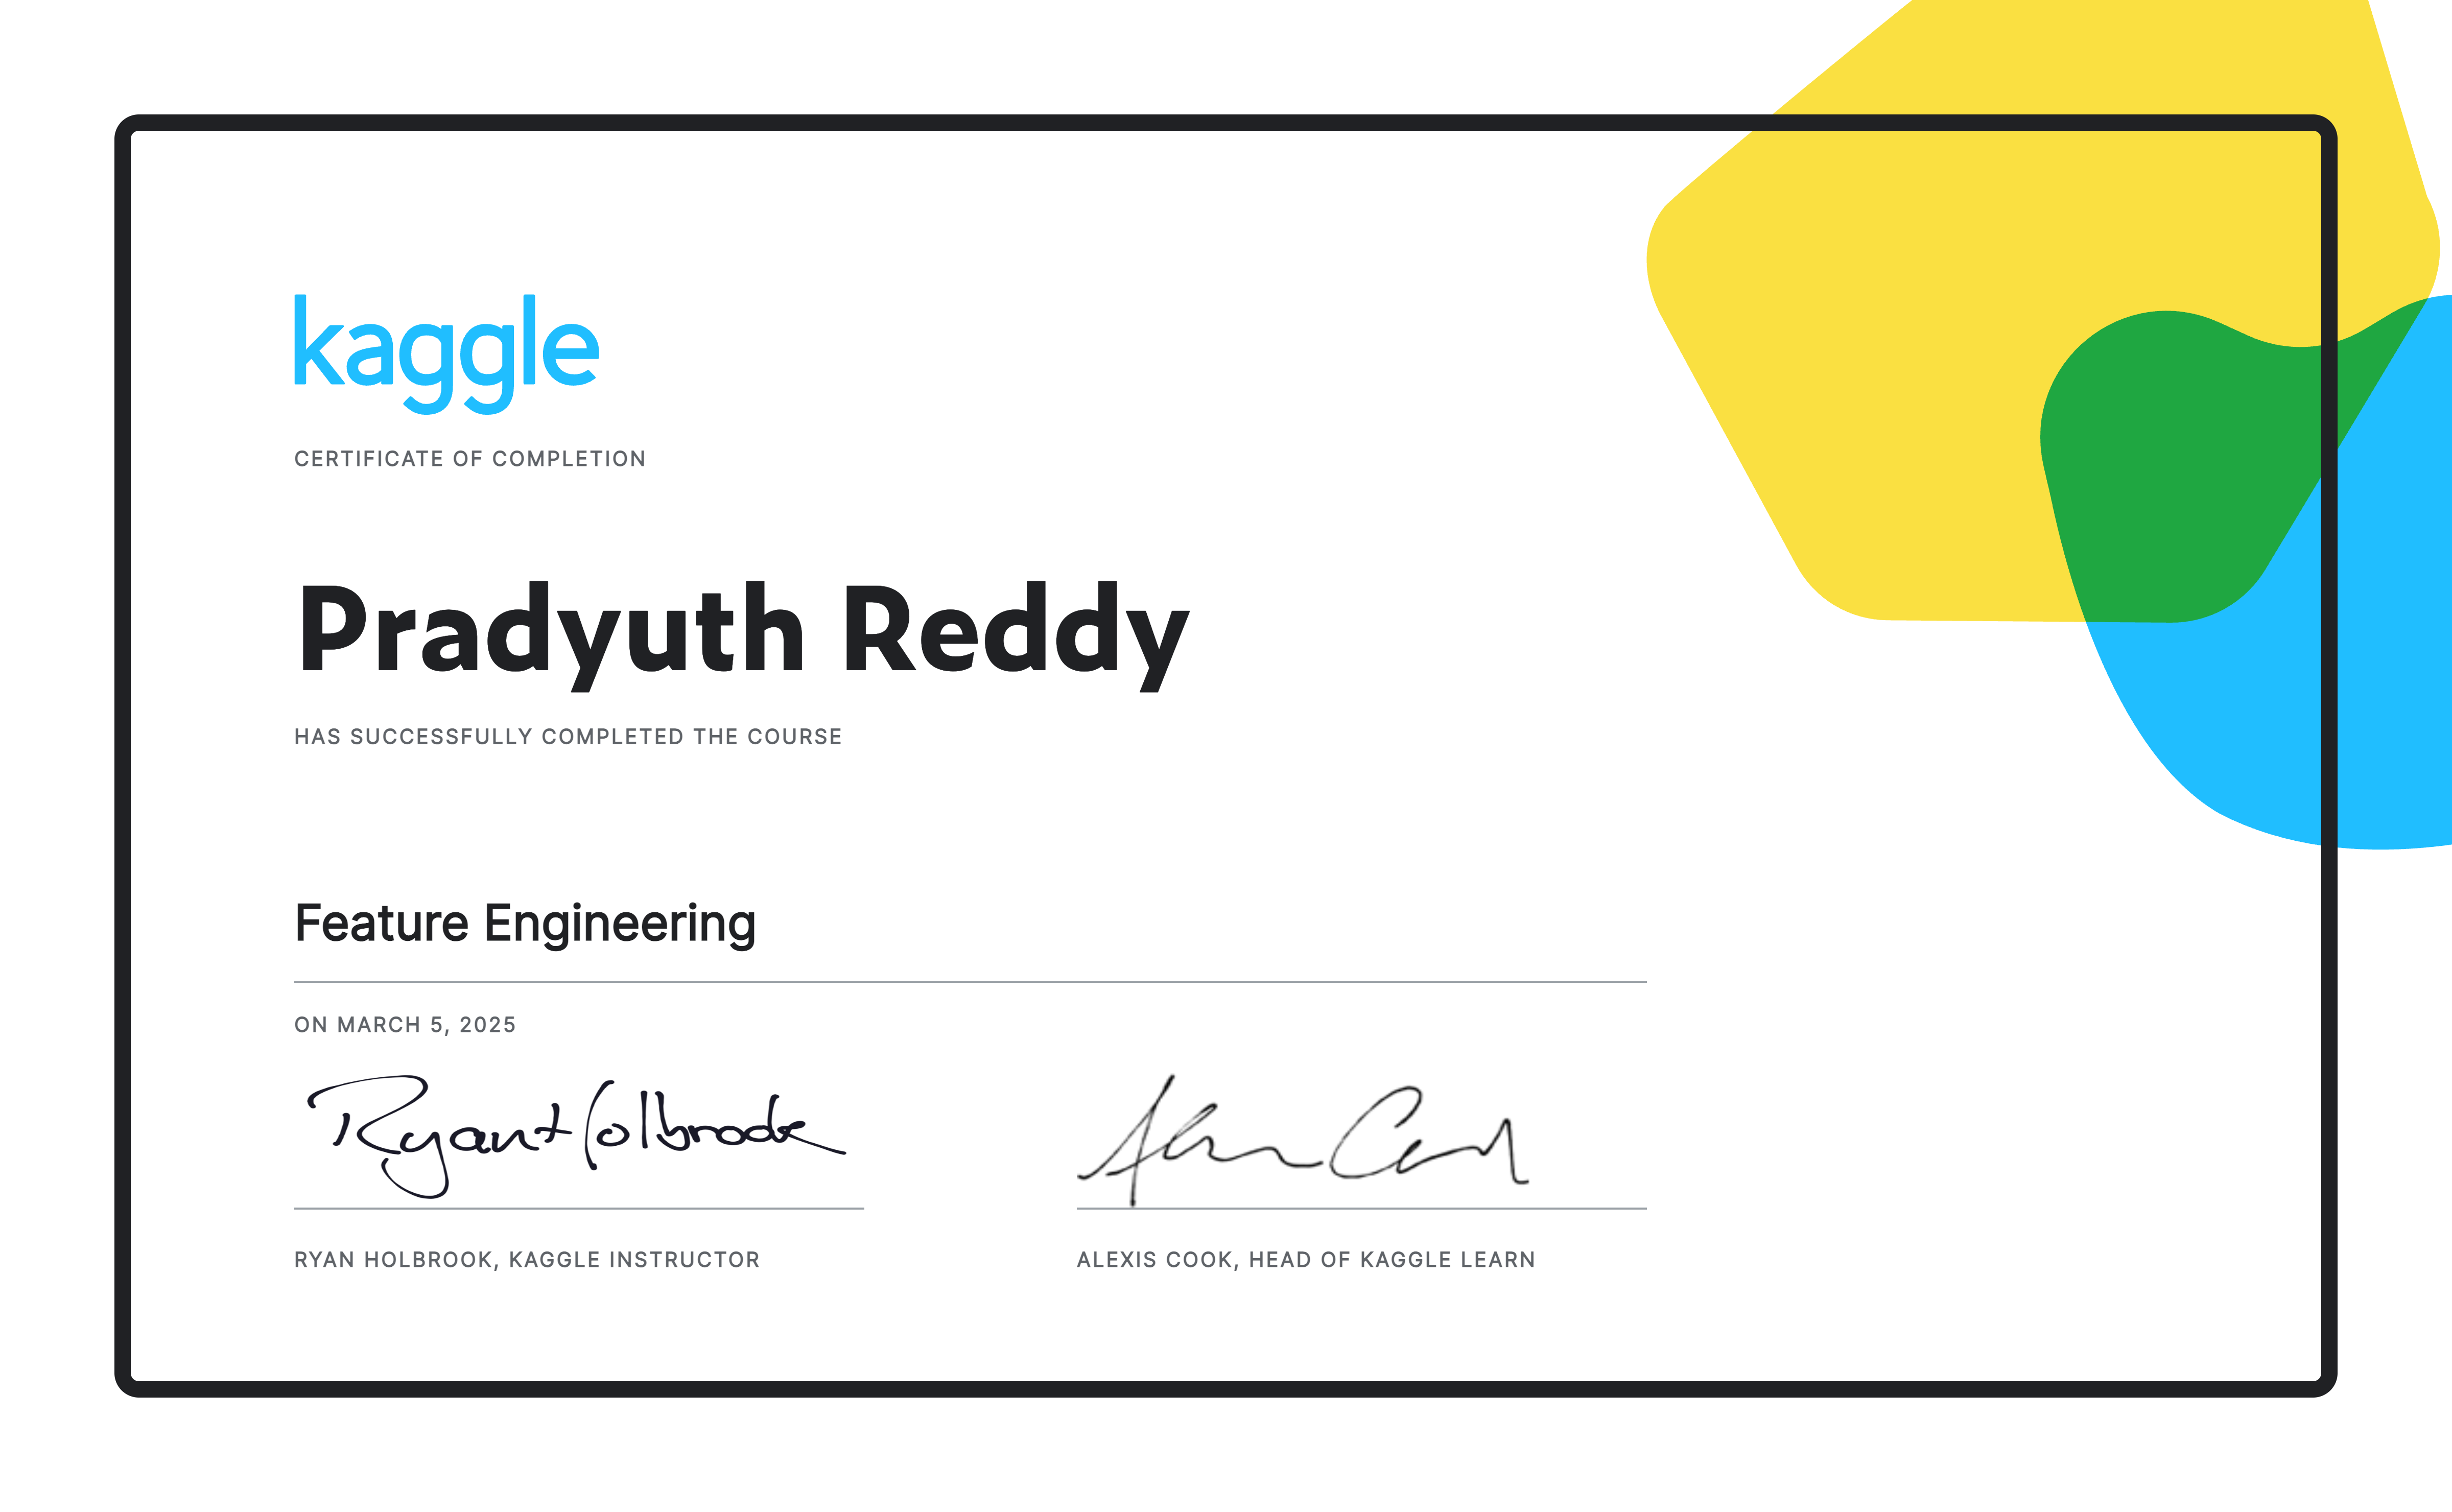 kaggle
CERTIFICATE OF COMPLETION
Pradyuth Reddy
HAS SUCCESSFULLY COMPLETED THE COURSE
Feature Engineering
ON MARCH 5, 2025
Ryan Holbrook
RYAN HOLBROOK, KAGGLE INSTRUCTOR
ALEXIS COOK, HEAD OF KAGGLE LEARN